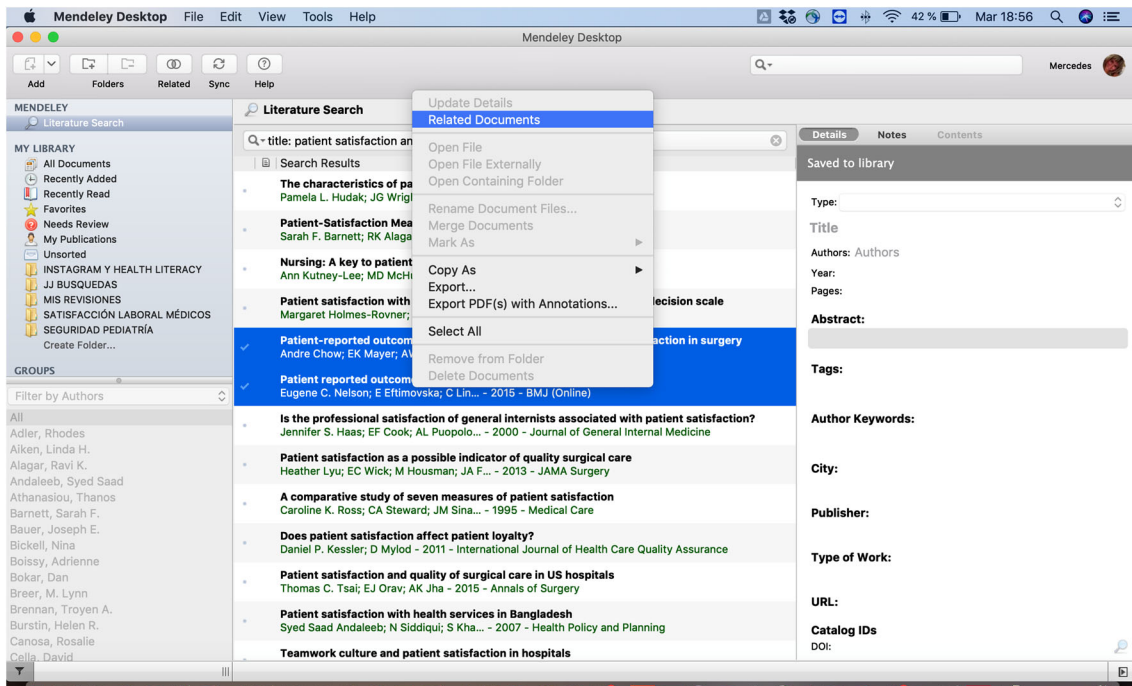 Mendeley Desktop File Edit View Tools Help 42 % Mar 18:56
Mendeley Desktop
Add Folders Related Sync Help Mercedes
MENDELEY
Literature Search
MY LIBRARY
All Documents
Recently Added
Recently Read
Favorites
Needs Review
My Publications
Unsorted
INSTAGRAM Y HEALTH LITERACY
JJ BUSQUEDAS
MIS REVISIONES
SATISFACCIÓN LABORAL MÉDICOS
SEGURIDAD PEDIATRÍA
Create Folder...
GROUPS
Filter by Authors
All
Adler, Rhodes
Aiken, Linda H.
Alagar, Ravi K.
Andaleeb, Syed Saad
Athanasiou, Thanos
Barnett, Sarah F.
Bauer, Joseph E.
Bickell, Nina
Boissy, Adrienne
Bokar, Dan
Breer, M. Lynn
Brennan, Troyen A.
Burstin, Helen R.
Canosa, Rosalie
Cella, David
Literature Search
title: patient satisfaction an
Search Results
The characteristics of pa
Pamela L. Hudak; JG Wrig
Patient-Satisfaction Mea
Sarah F. Barnett; RK Alaga
Nursing: A key to patient
Ann Kutney-Lee; MD McH
Patient satisfaction with ecision scale
Margaret Holmes-Rovner;
Patient-reported outcom action in surgery
Andre Chow; EK Mayer; A
Patient reported outcom
Eugene C. Nelson; E Eftimovska; C Lin... - 2015 - BMJ (Online)
Is the professional satisfaction of general internists associated with patient satisfaction?
Jennifer S. Haas; EF Cook; AL Puopolo... - 2000 - Journal of General Internal Medicine
Patient satisfaction as a possible indicator of quality surgical care
Heather Lyu; EC Wick; M Housman; JA F... - 2013 - JAMA Surgery
A comparative study of seven measures of patient satisfaction
Caroline K. Ross; CA Steward; JM Sina... - 1995 - Medical Care
Does patient satisfaction affect patient loyalty?
Daniel P. Kessler; D Mylod - 2011 - International Journal of Health Care Quality Assurance
Patient satisfaction and quality of surgical care in US hospitals
Thomas C. Tsai; EJ Orav; AK Jha - 2015 - Annals of Surgery
Patient satisfaction with health services in Bangladesh
Syed Saad Andaleeb; N Siddiqui; S Kha... - 2007 - Health Policy and Planning
Teamwork culture and patient satisfaction in hospitals
Update Details
Related Documents
Open File
Open File Externally
Open Containing Folder
Rename Document Files...
Merge Documents
Mark As
Copy As
Export...
Export PDF(s) with Annotations...
Select All
Remove from Folder
Delete Documents
Details Notes Contents
Saved to library
Type:
Title
Authors: Authors
Year:
Pages:
Abstract:
Tags:
Author Keywords:
City:
Publisher:
Type of Work:
URL:
Catalog IDs
DOI: